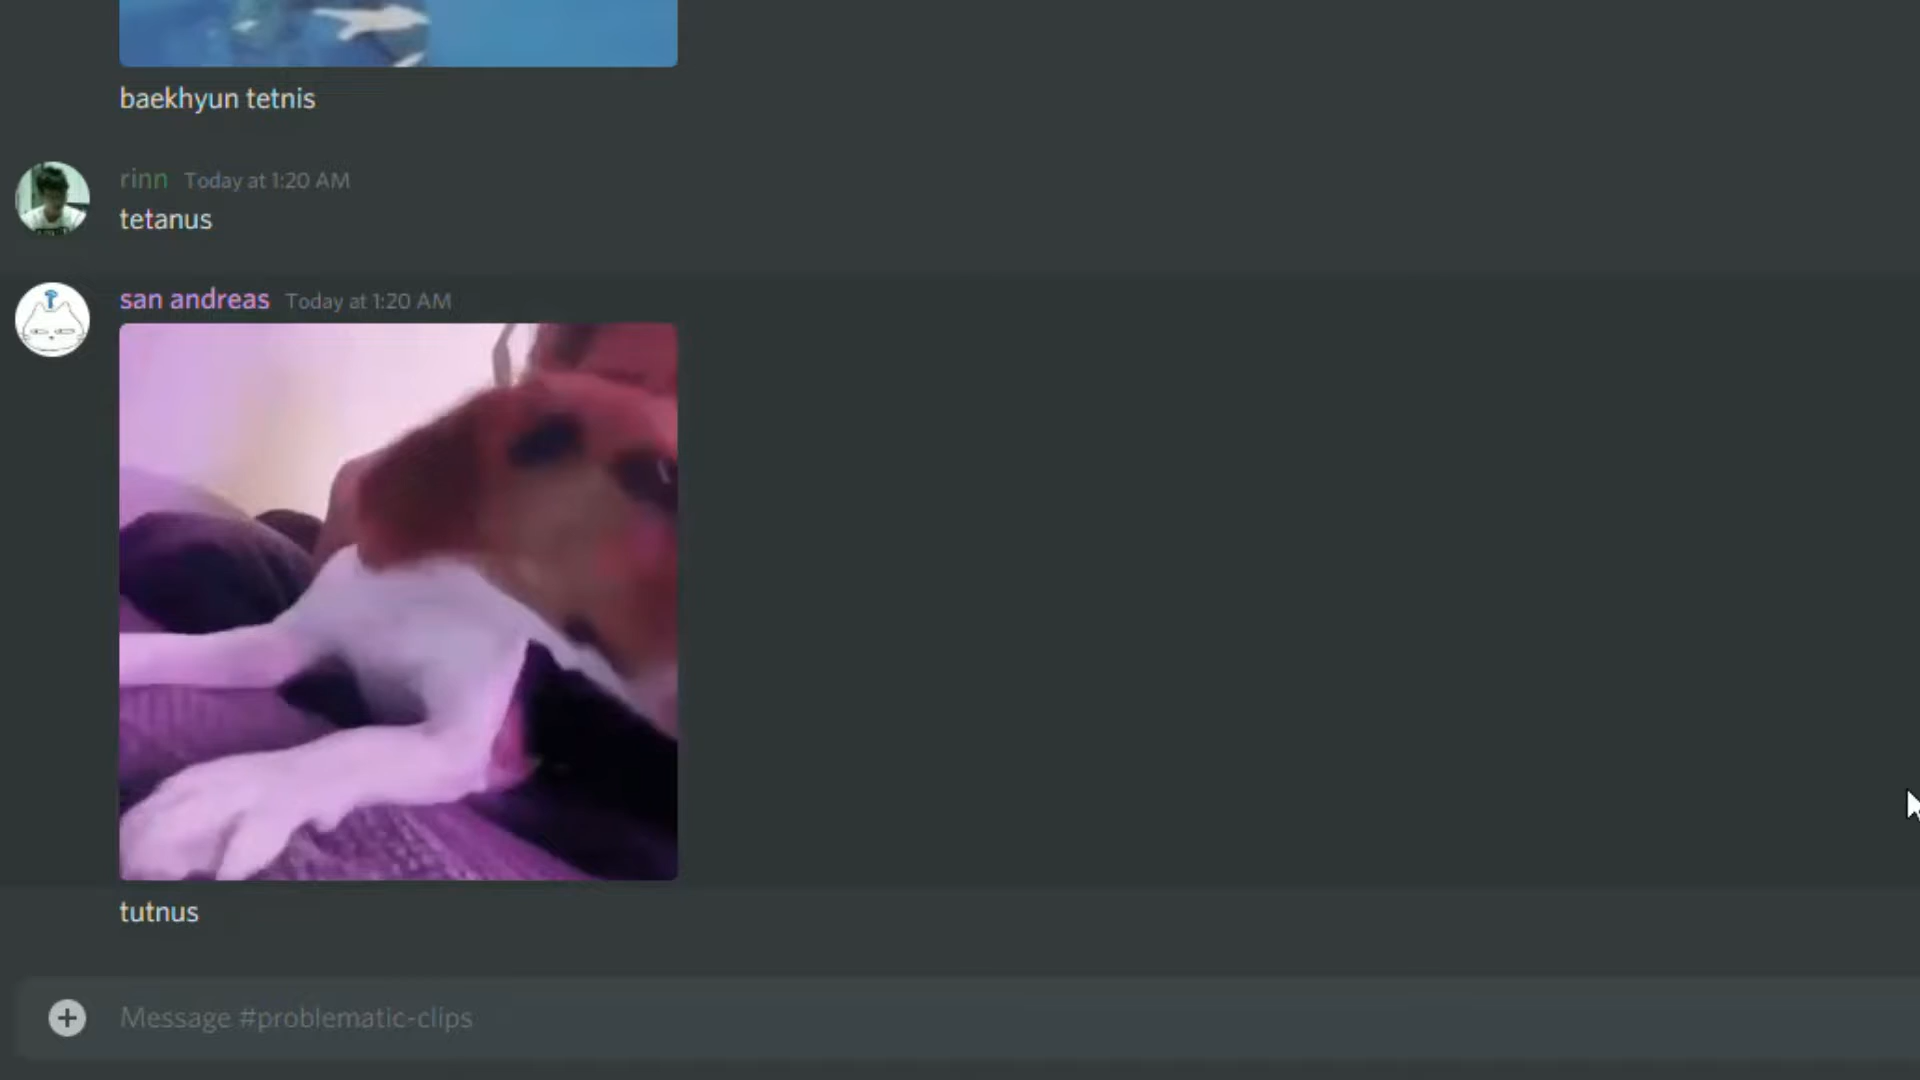 baekhyun tetnis
rinn Today at 1:20 AM
tetanus
san andreas Today at 1:20 AM
tutnus
Message #problematic-clips